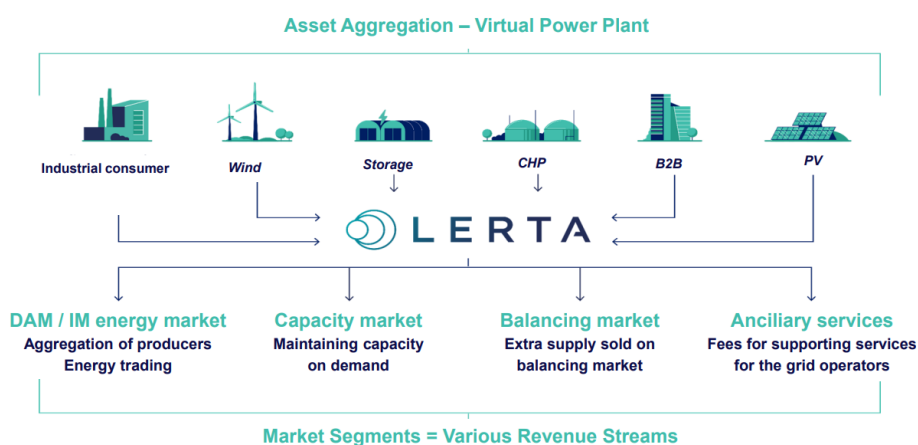 Asset Aggregation – Virtual Power Plant
Industrial consumer
Wind
Storage
CHP
B2B
PV
LERTA
DAM / IM energy market
Aggregation of producers
Energy trading
Capacity market
Maintaining capacity
on demand
Balancing market
Extra supply sold on
balancing market
Anciliary services
Fees for supporting services
for the grid operators
Market Segments = Various Revenue Streams